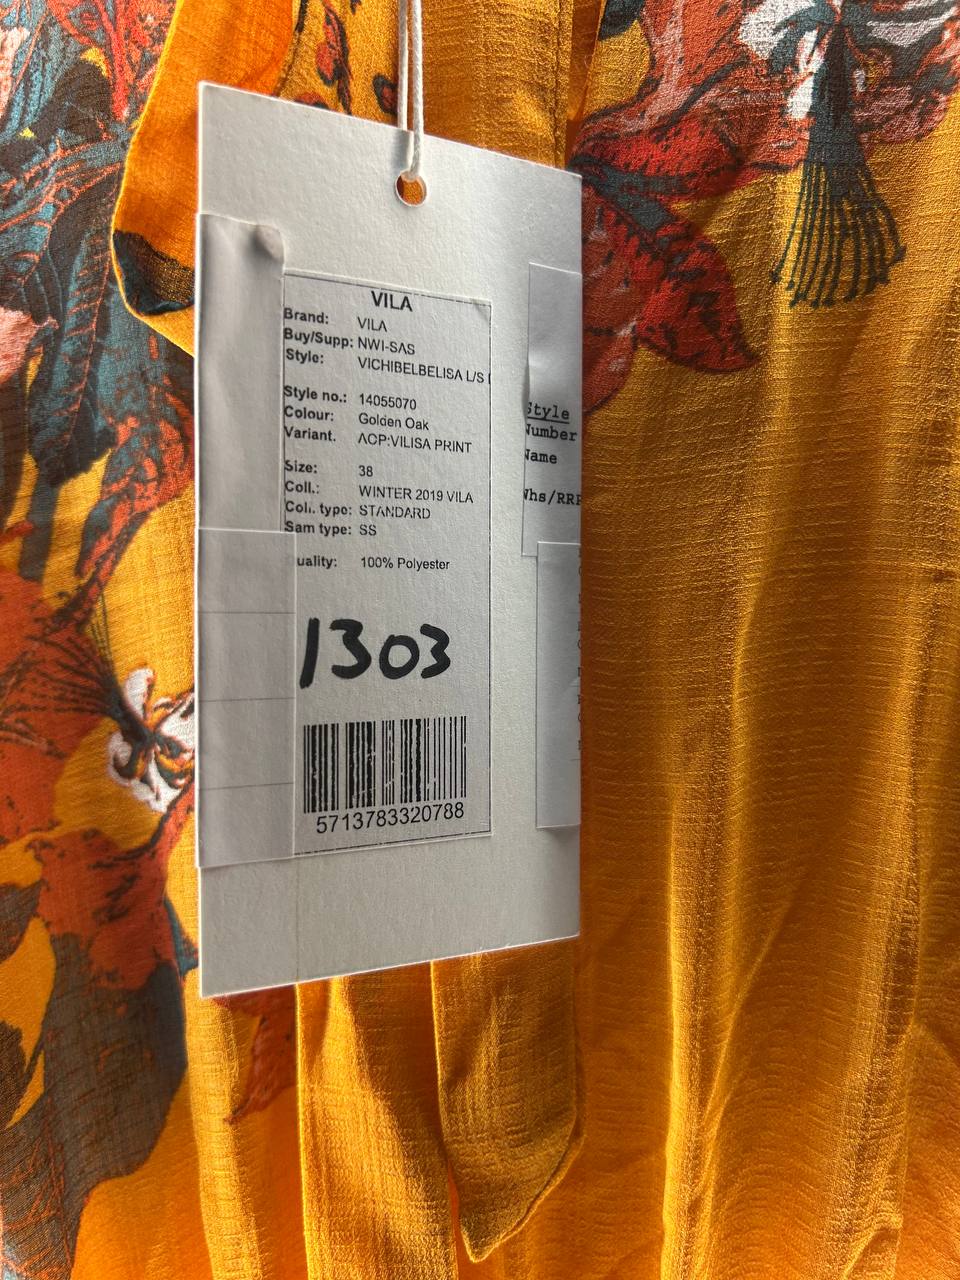 VILA
Brand: VILA
Buy/Supp: NWI-SAS
Style: VICHIBELBELISA L/S
Style no.: 14055070
Colour: Golden Oak
Variant. ACP:VILISA PRINT
Size: 38
Coll.: WINTER 2019 VILA
Coll. type: STANDARD
Sam type: SS
uality: 100% Polyester
1303
5713783320788
Style
Number
Name
Whs/RRP